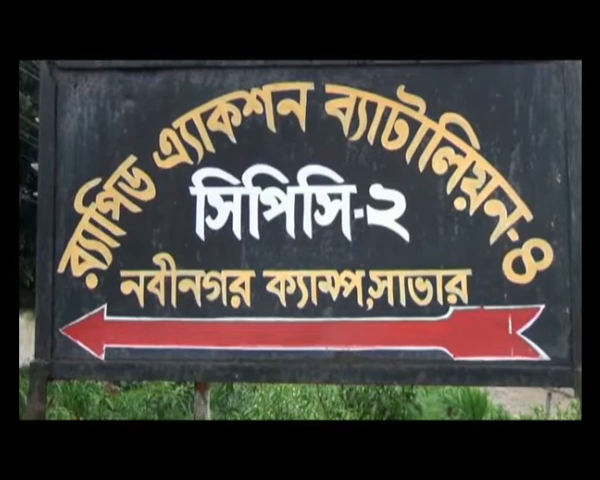 র‍্যাপিড এ্যাকশন ব্যাটালিয়ন-৪
সিপিসি-২
নবীনগর ক্যাম্প, সাভার